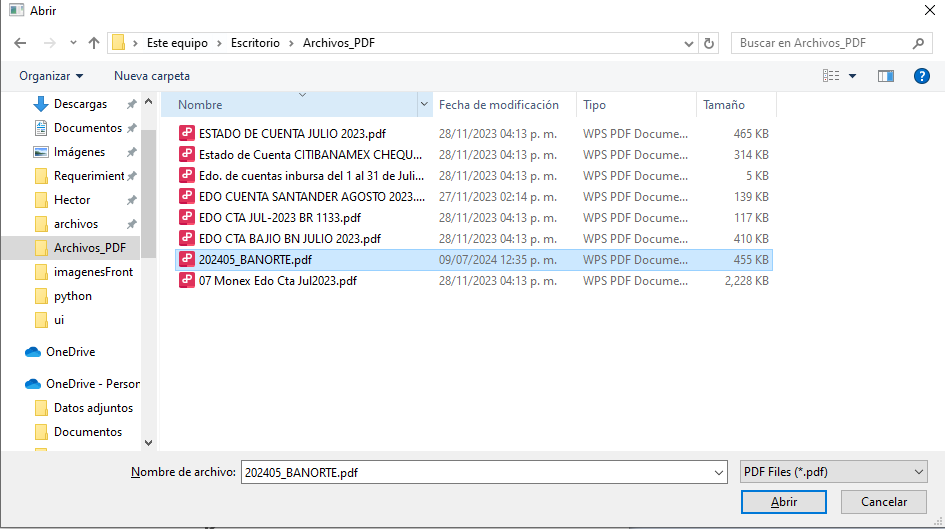 Abrir
Este equipo > Escritorio > Archivos_PDF
Buscar en Archivos_PDF
Organizar
Nueva carpeta
?
Descargas
Documentos
Imágenes
Requerimient
Hector
archivos
Archivos_PDF
imagenesFront
python
ui
OneDrive
OneDrive - Person
Datos adjuntos
Documentos
Nombre Fecha de modificación Tipo Tamaño
ESTADO DE CUENTA JULIO 2023.pdf 28/11/2023 04:13 p. m. WPS PDF Docume... 465 KB
Estado de Cuenta CITIBANAMEX CHEQU... 28/11/2023 04:13 p. m. WPS PDF Docume... 314 KB
Edo. de cuentas inbursa del 1 al 31 de Juli... 28/11/2023 04:13 p. m. WPS PDF Docume... 5 KB
EDO CUENTA SANTANDER AGOSTO 2023.... 27/11/2023 02:14 p. m. WPS PDF Docume... 139 KB
EDO CTA JUL-2023 BR 1133.pdf 28/11/2023 04:13 p. m. WPS PDF Docume... 117 KB
EDO CTA BAJIO BN JULIO 2023.pdf 28/11/2023 04:13 p. m. WPS PDF Docume... 410 KB
202405_BANORTE.pdf 09/07/2024 12:35 p. m. WPS PDF Docume... 455 KB
07 Monex Edo Cta Jul2023.pdf 28/11/2023 04:13 p. m. WPS PDF Docume... 2,228 KB
Nombre de archivo: 202405_BANORTE.pdf
PDF Files (*.pdf)
Abrir
Cancelar